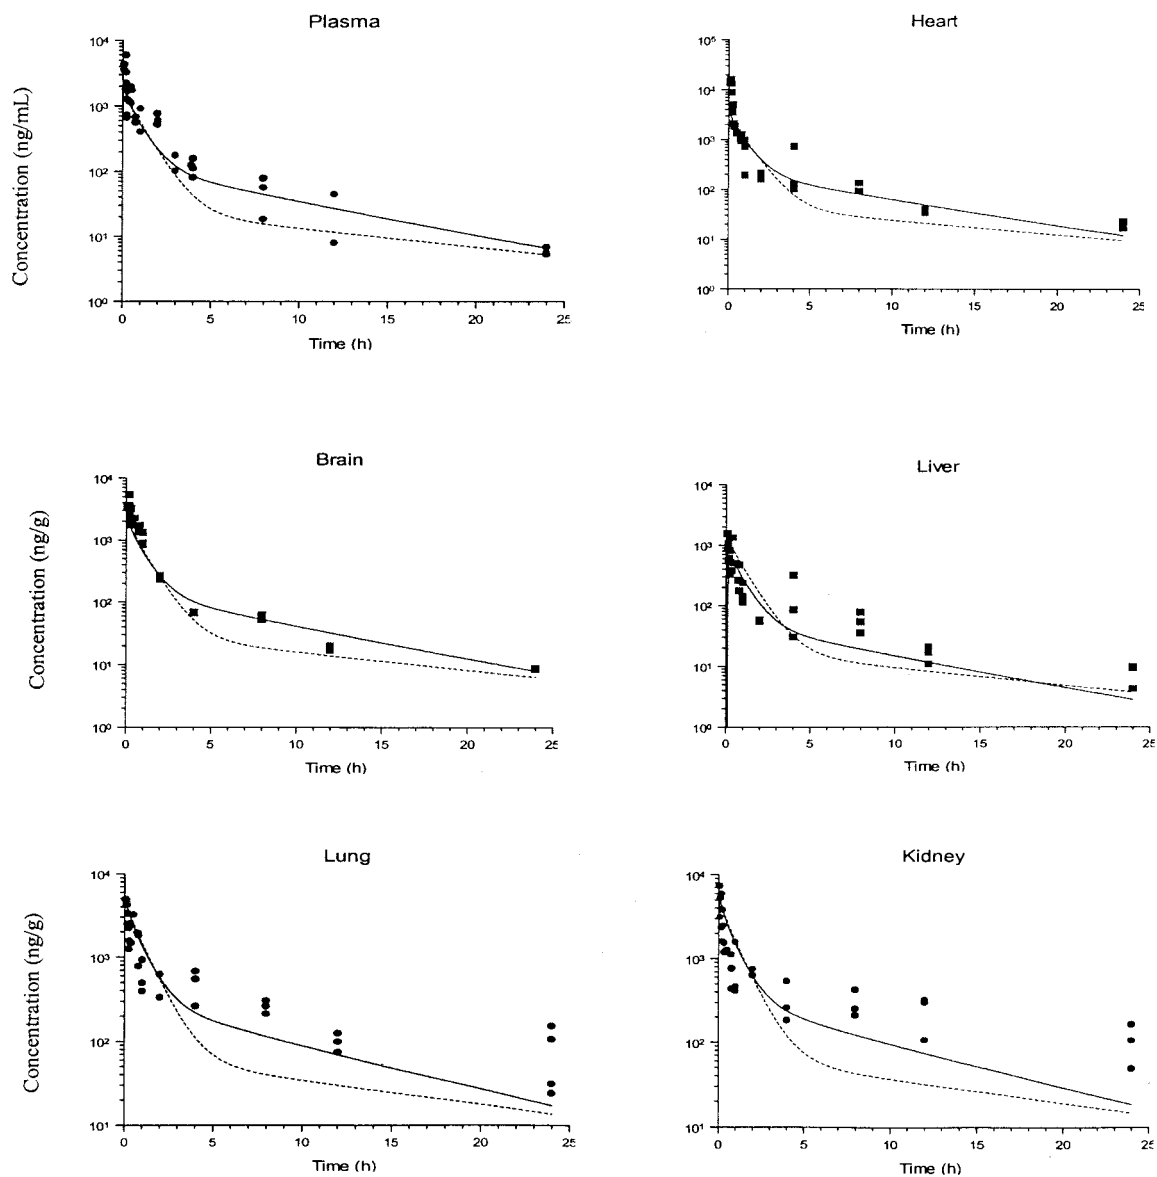 Plasma
Concentration (ng/mL)
10⁴
10³
10²
10¹
10⁰
0 5 10 15 20 25
Time (h)
Heart
10⁵
10⁴
10³
10²
10¹
10⁰
0 5 10 15 20 25
Time (h)
Brain
Concentration (ng/g)
10⁴
10³
10²
10¹
10⁰
0 5 10 15 20 25
Time (h)
Liver
10⁴
10³
10²
10¹
10⁰
0 5 10 15 20 25
Time (h)
Lung
Concentration (ng/g)
10⁴
10³
10²
10¹
0 5 10 15 20 25
Time (h)
Kidney
10⁴
10³
10²
10¹
0 5 10 15 20 25
Time (h)